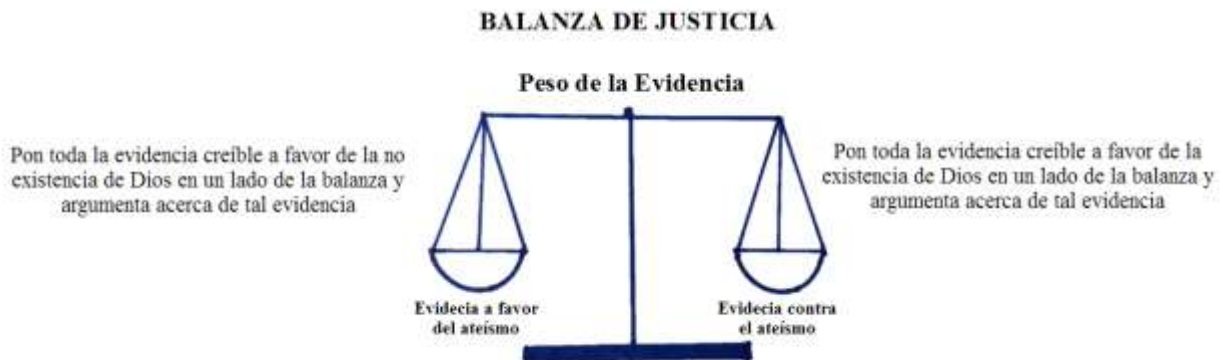 BALANZA DE JUSTICIA
Peso de la Evidencia
Pon toda la evidencia creíble a favor de la no
existencia de Dios en un lado de la balanza y
argumenta acerca de tal evidencia
Pon toda la evidencia creíble a favor de la
existencia de Dios en un lado de la balanza y
argumenta acerca de tal evidencia
Evidecia a favor
del ateísmo
Evidecia contra
el ateísmo